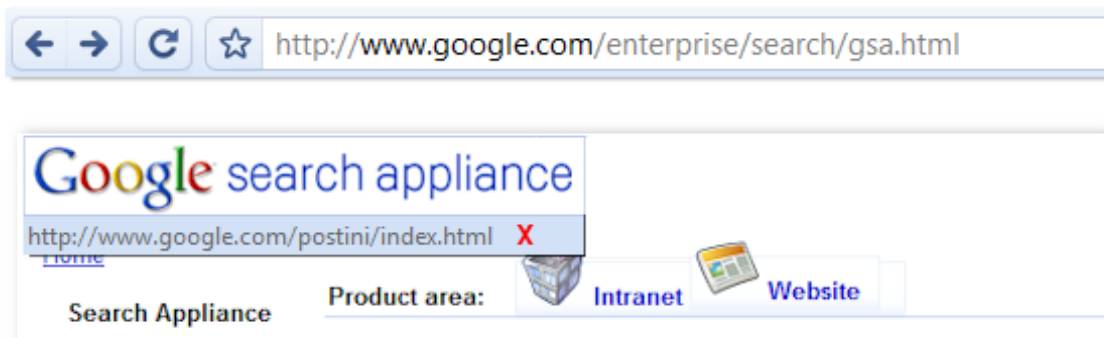 http://www.google.com/enterprise/search/gsa.html
Google search appliance
http://www.google.com/postini/index.html X
Home
Product area: Intranet Website
Search Appliance